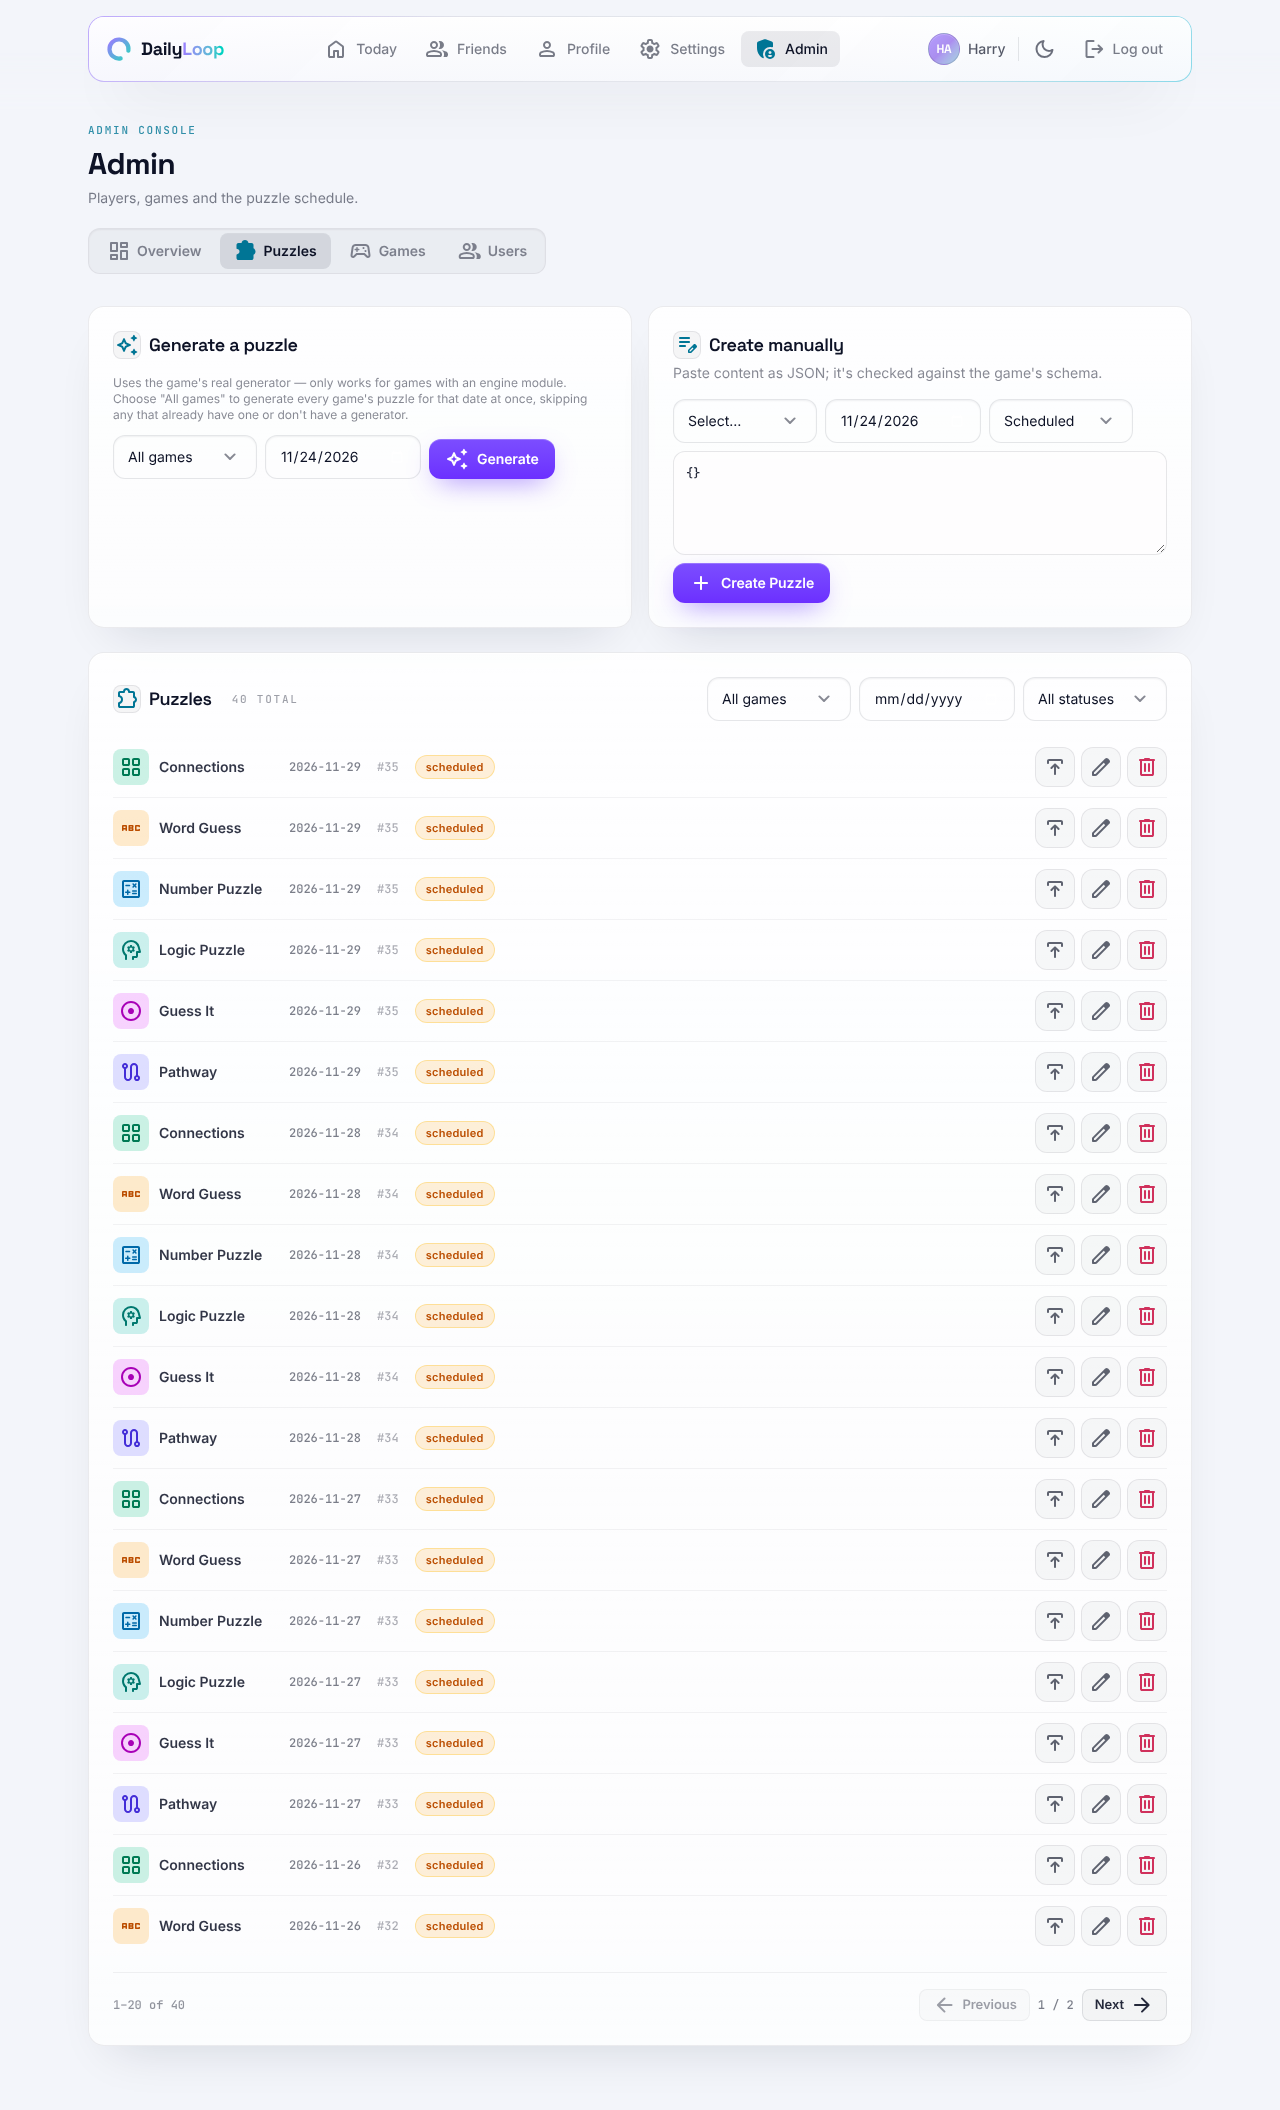 DailyLoop Today Friends Profile Settings Admin HA Harry Log out
ADMIN CONSOLE
Admin
Players, games and the puzzle schedule.
Overview Puzzles Games Users
Generate a puzzle
Uses the game's real generator — only works for games with an engine module.
Choose "All games" to generate every game's puzzle for that date at once, skipping
any that already have one or don't have a generator.
All games 11/24/2026 Generate
Create manually
Paste content as JSON; it's checked against the game's schema.
Select... 11/24/2026 Scheduled
{}
Create Puzzle
Puzzles 40 TOTAL All games mm/dd/yyyy All statuses
Connections 2026-11-29 #35 scheduled
ABC Word Guess 2026-11-29 #35 scheduled
Number Puzzle 2026-11-29 #35 scheduled
Logic Puzzle 2026-11-29 #35 scheduled
Guess It 2026-11-29 #35 scheduled
Pathway 2026-11-29 #35 scheduled
Connections 2026-11-28 #34 scheduled
ABC Word Guess 2026-11-28 #34 scheduled
Number Puzzle 2026-11-28 #34 scheduled
Logic Puzzle 2026-11-28 #34 scheduled
Guess It 2026-11-28 #34 scheduled
Pathway 2026-11-28 #34 scheduled
Connections 2026-11-27 #33 scheduled
ABC Word Guess 2026-11-27 #33 scheduled
Number Puzzle 2026-11-27 #33 scheduled
Logic Puzzle 2026-11-27 #33 scheduled
Guess It 2026-11-27 #33 scheduled
Pathway 2026-11-27 #33 scheduled
Connections 2026-11-26 #32 scheduled
ABC Word Guess 2026-11-26 #32 scheduled
1–20 of 40 Previous 1 / 2 Next